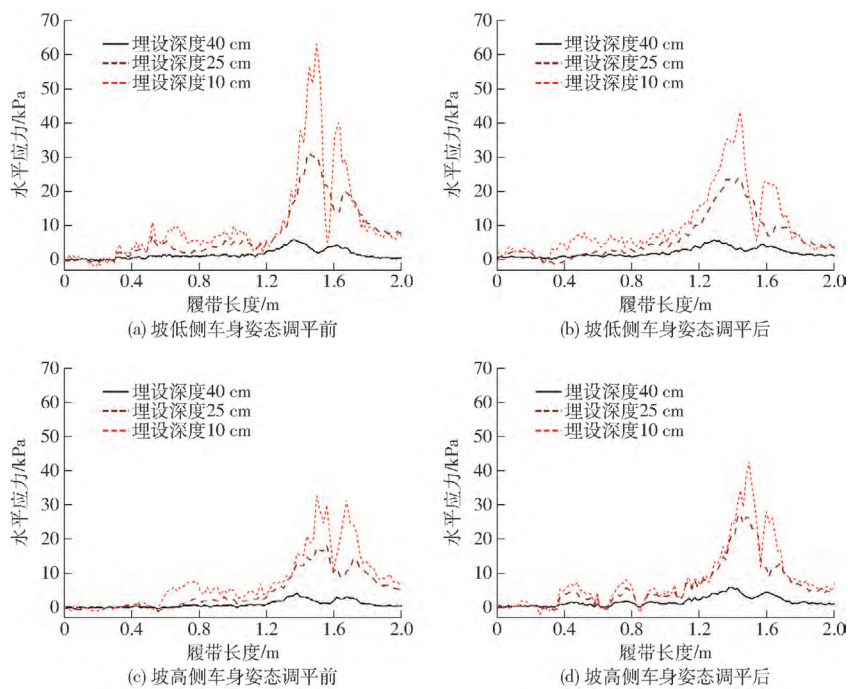 70
60
50
40
30
20
10
0
水平应力/kPa
埋设深度40 cm
埋设深度25 cm
埋设深度10 cm
0 0.4 0.8 1.2 1.6 2.0
履带长度/m
(a) 坡低侧车身姿态调平前
70
60
50
40
30
20
10
0
水平应力/kPa
埋设深度40 cm
埋设深度25 cm
埋设深度10 cm
0 0.4 0.8 1.2 1.6 2.0
履带长度/m
(b) 坡低侧车身姿态调平后
70
60
50
40
30
20
10
0
水平应力/kPa
埋设深度40 cm
埋设深度25 cm
埋设深度10 cm
0 0.4 0.8 1.2 1.6 2.0
履带长度/m
(c) 坡高侧车身姿态调平前
70
60
50
40
30
20
10
0
水平应力/kPa
埋设深度40 cm
埋设深度25 cm
埋设深度10 cm
0 0.4 0.8 1.2 1.6 2.0
履带长度/m
(d) 坡高侧车身姿态调平后